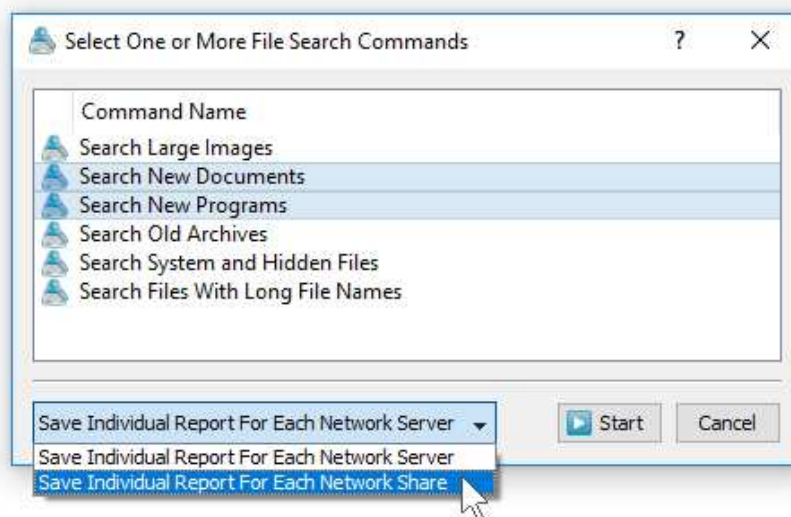 Select One or More File Search Commands ?
Command Name
Search Large Images
Search New Documents
Search New Programs
Search Old Archives
Search System and Hidden Files
Search Files With Long File Names
Save Individual Report For Each Network Server Start Cancel
Save Individual Report For Each Network Server
Save Individual Report For Each Network Share